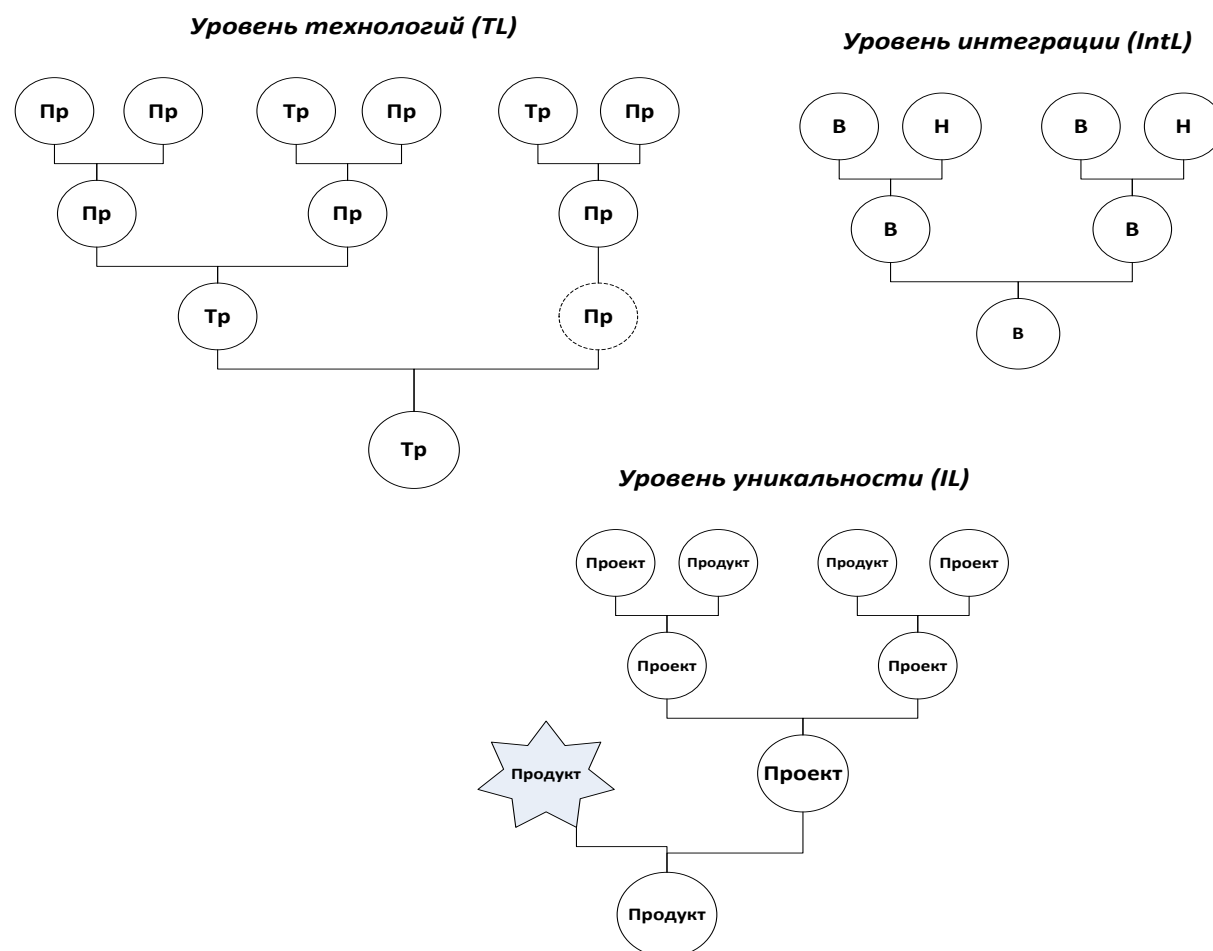 Уровень технологий (TL)
Пр Пр Тр Пр Тр Пр
Пр Пр Пр
Тр Пр
Тр
Уровень интеграции (IntL)
В Н В Н
В В
В
Уровень уникальности (IL)
Проект Продукт Продукт Проект
Проект Проект
Продукт Проект
Продукт